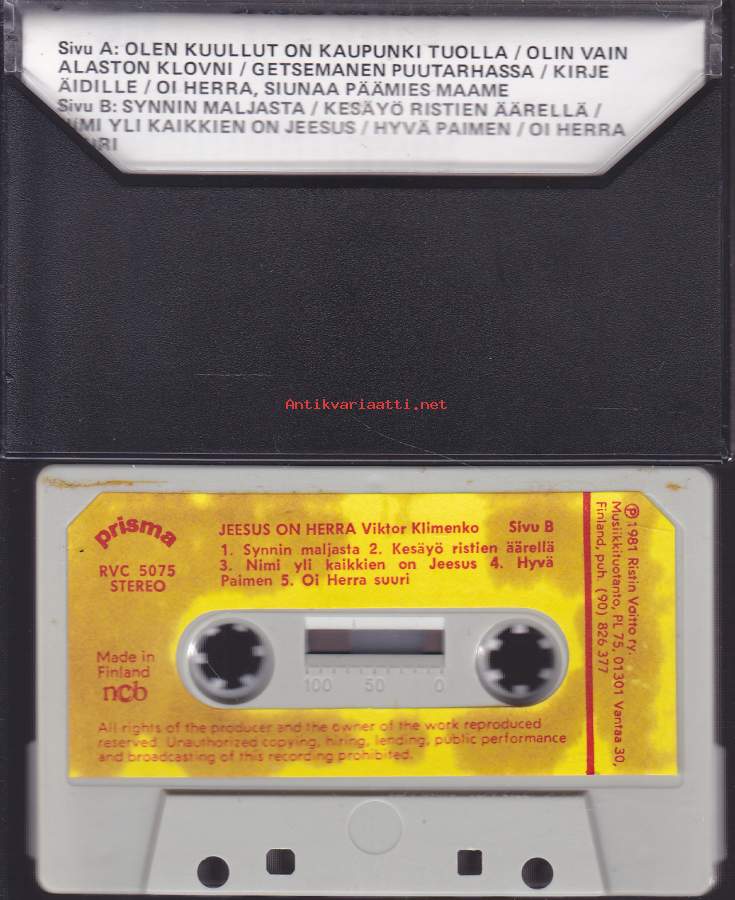 Sivu A: OLEN KUULLUT ON KAUPUNKI TUOLLA / OLIN VAIN
ALASTON KLOVNI / GETSEMANEN PUUTARHASSA / KIRJE
ÄIDILLE / OI HERRA, SIUNAA PÄÄMIES MAAME
Sivu B: SYNNIN MALJASTA / KESÄYÖ RISTIEN ÄÄRELLÄ /
NIMI YLI KAIKKIEN ON JEESUS / HYVÄ PAIMEN / OI HERRA
Antikvariaatti.net
prisma
RVC 5075
STEREO
JEESUS ON HERRA Viktor Klimenko Sivu B
1. Synnin maljasta 2. Kesäyö ristien äärellä
3. Nimi yli kaikkien on Jeesus 4. Hyvä
Paimen 5. Oi Herra suuri
Ⓟ 1981 Ristin Voitto ry:
Musiikkituotanto, PL 75, 01301 Vantaa 30,
Finland, puh. (90) 826 377
Made in
Finland
ncb
100 50 0
All rights of the producer and the owner of the work reproduced
reserved. Unauthorized copying, hiring, lending, public performance
and broadcasting of this recording prohibited.